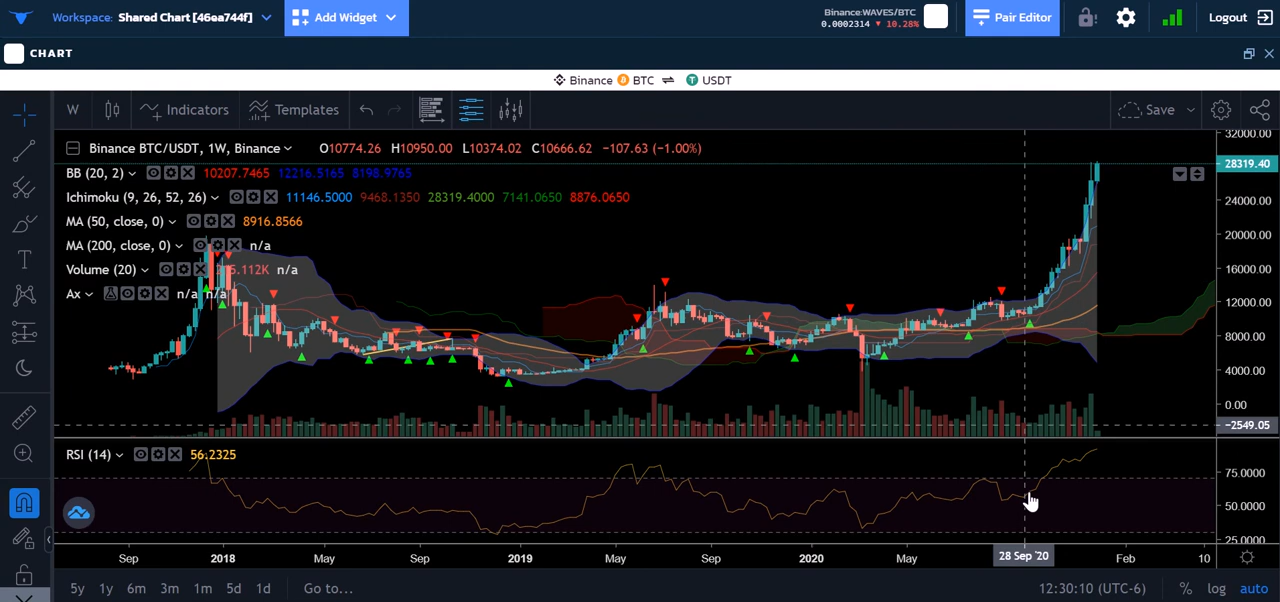 Workspace: Shared Chart [46ea744f]
Add Widget
Binance:WAVES/BTC
0.0002314 ▼ 10.28%
Pair Editor
Logout
CHART
Binance BTC ⇌ USDT
W Indicators Templates Save
Binance BTC/USDT, 1W, Binance O10774.26 H10950.00 L10374.02 C10666.62 −107.63 (−1.00%)
BB (20, 2) 10207.7465 12216.5165 8198.9765
Ichimoku (9, 26, 52, 26) 11146.5000 9468.1350 28319.4000 7141.0650 8876.0650
MA (50, close, 0) 8916.8566
MA (200, close, 0) n/a
Volume (20) 112K n/a
Ax n/a n/a
32000.00
28319.40
24000.00
20000.00
16000.00
12000.00
8000.00
4000.00
0.00
−2549.05
RSI (14) 56.2325
75.0000
50.0000
25.0000
Sep 2018 May Sep 2019 May Sep 2020 May 28 Sep '20 Feb 10
5y 1y 6m 3m 1m 5d 1d Go to... 12:30:10 (UTC-6) % log auto